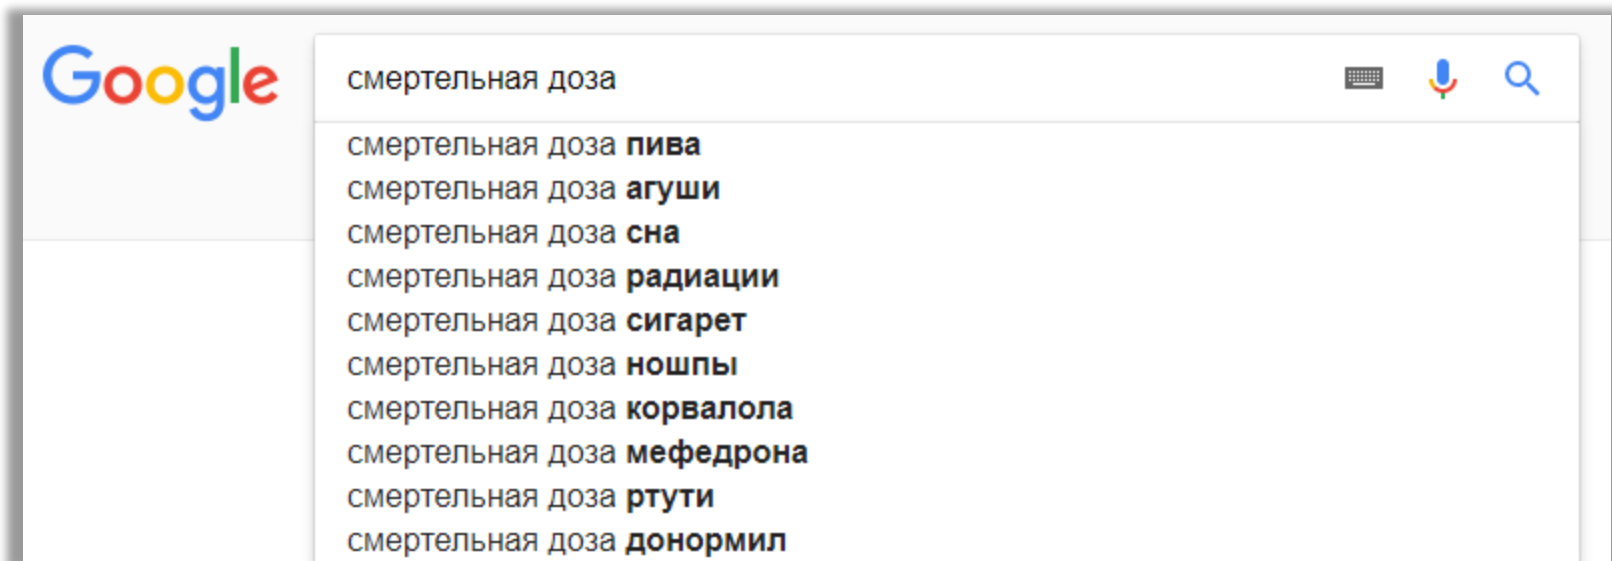 Google
смертельная доза
смертельная доза пива
смертельная доза агуши
смертельная доза сна
смертельная доза радиации
смертельная доза сигарет
смертельная доза ношпы
смертельная доза корвалола
смертельная доза мефедрона
смертельная доза ртути
смертельная доза донормил